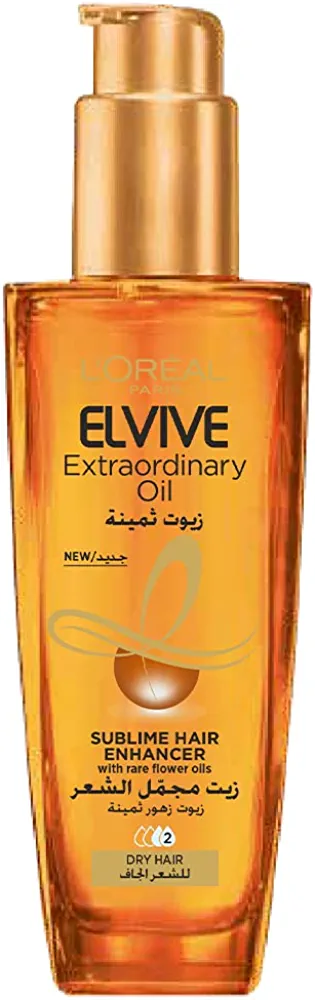 L'ORÉAL
PARIS
ELVIVE
Extraordinary
Oil
زيوت ثمينة
NEW/جديد
SUBLIME HAIR
ENHANCER
with rare flower oils
زيت مجمّل الشعر
زيوت زهور ثمينة
2
DRY HAIR
للشعر الجاف